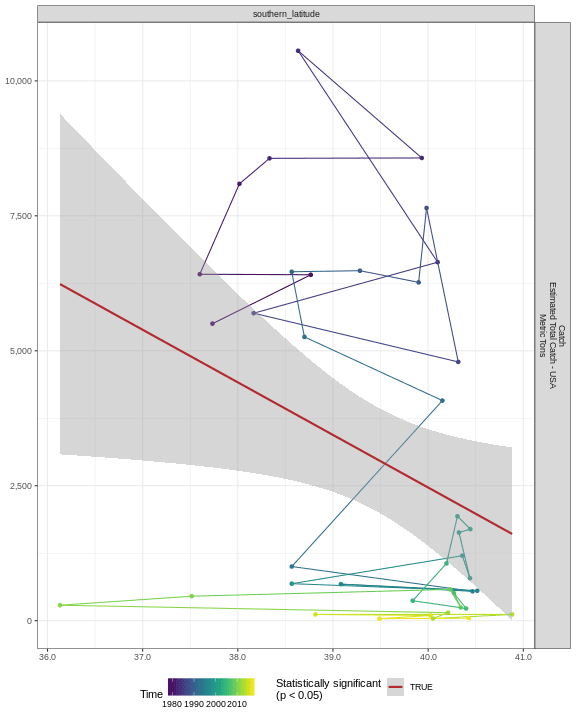 southern_latitude
10,000
7,500
5,000
2,500
0
Catch
Estimated Total Catch - USA
Metric Tons
36.0 37.0 38.0 39.0 40.0 41.0
Time
1980 1990 2000 2010
Statistically significant
(p < 0.05)
TRUE